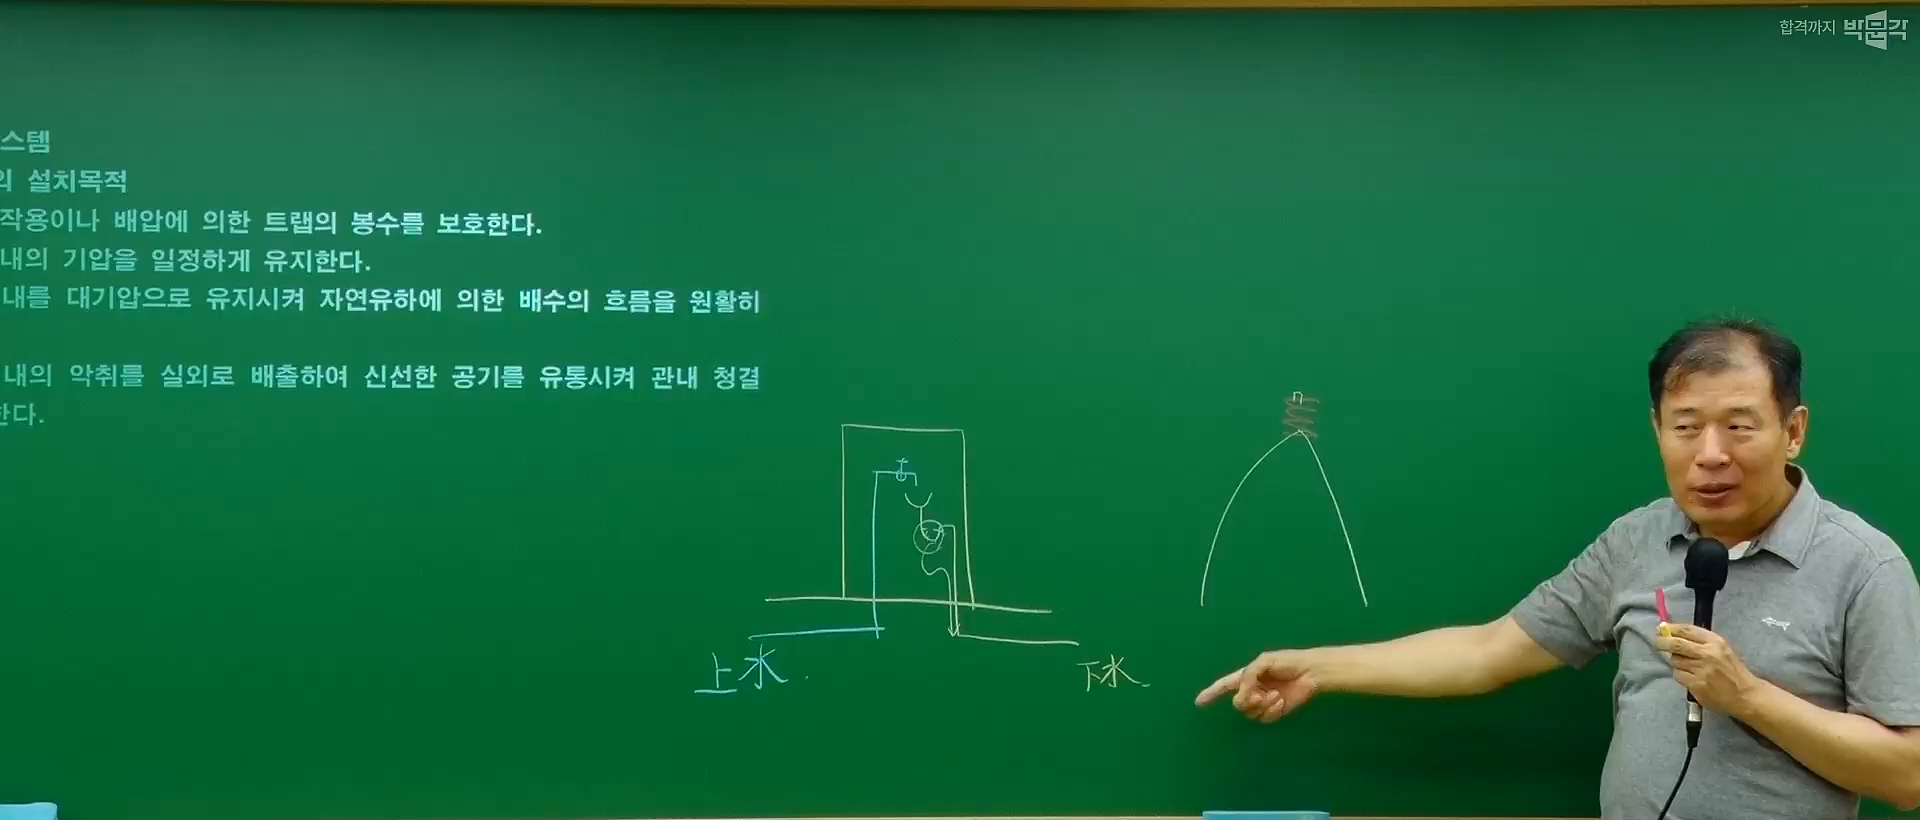 합격까지 박문각
스템
의 설치목적
작용이나 배압에 의한 트랩의 봉수를 보호한다.
내의 기압을 일정하게 유지한다.
내를 대기압으로 유지시켜 자연유하에 의한 배수의 흐름을 원활히
내의 악취를 실외로 배출하여 신선한 공기를 유통시켜 관내 청결
한다.
上水.
下水.